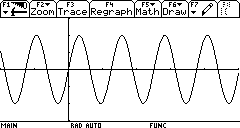 F1 F2 Zoom F3 Trace F4 Regraph F5 Math F6 Draw F7
MAIN RAD AUTO FUNC